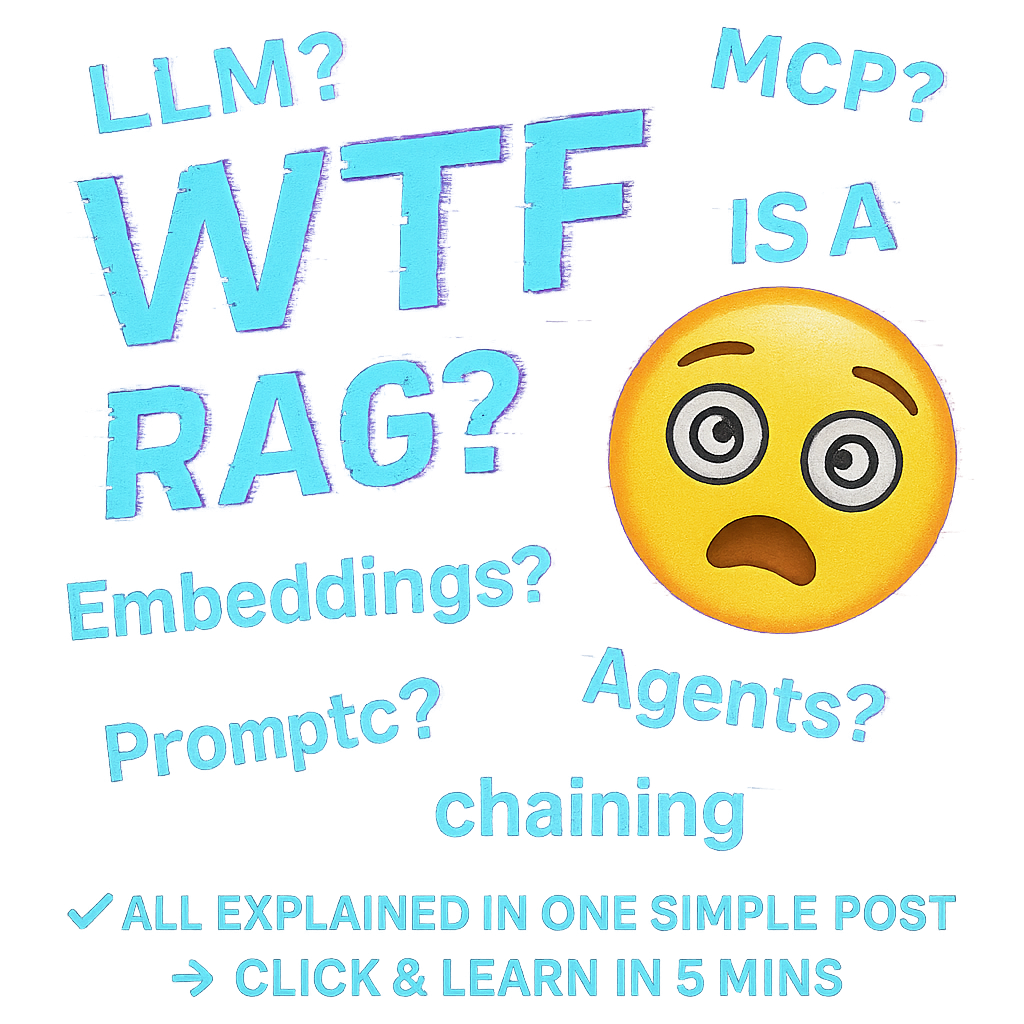 LLM?
MCP?
WTF
IS A
RAG?
Embeddings?
Agents?
Promptc?
chaining
✓ ALL EXPLAINED IN ONE SIMPLE POST
→ CLICK & LEARN IN 5 MINS